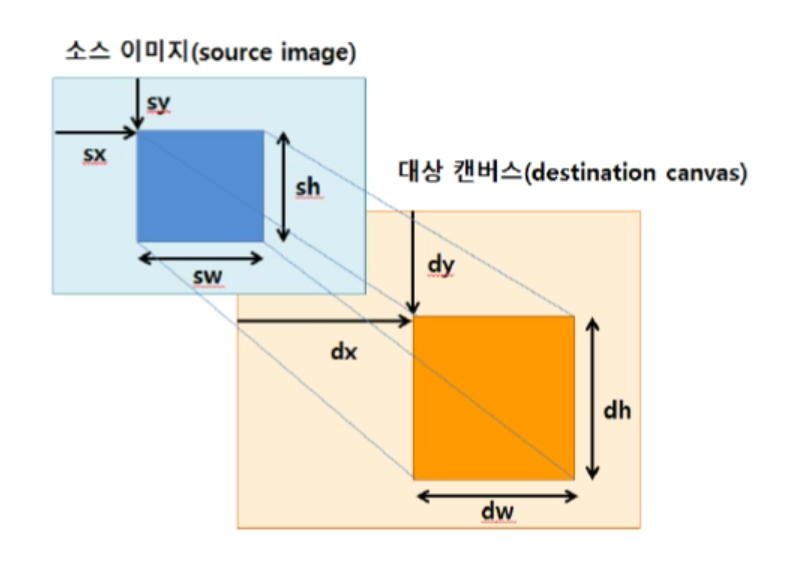 소스 이미지(source image)
sy
sx
sh
sw
대상 캔버스(destination canvas)
dy
dx
dh
dw